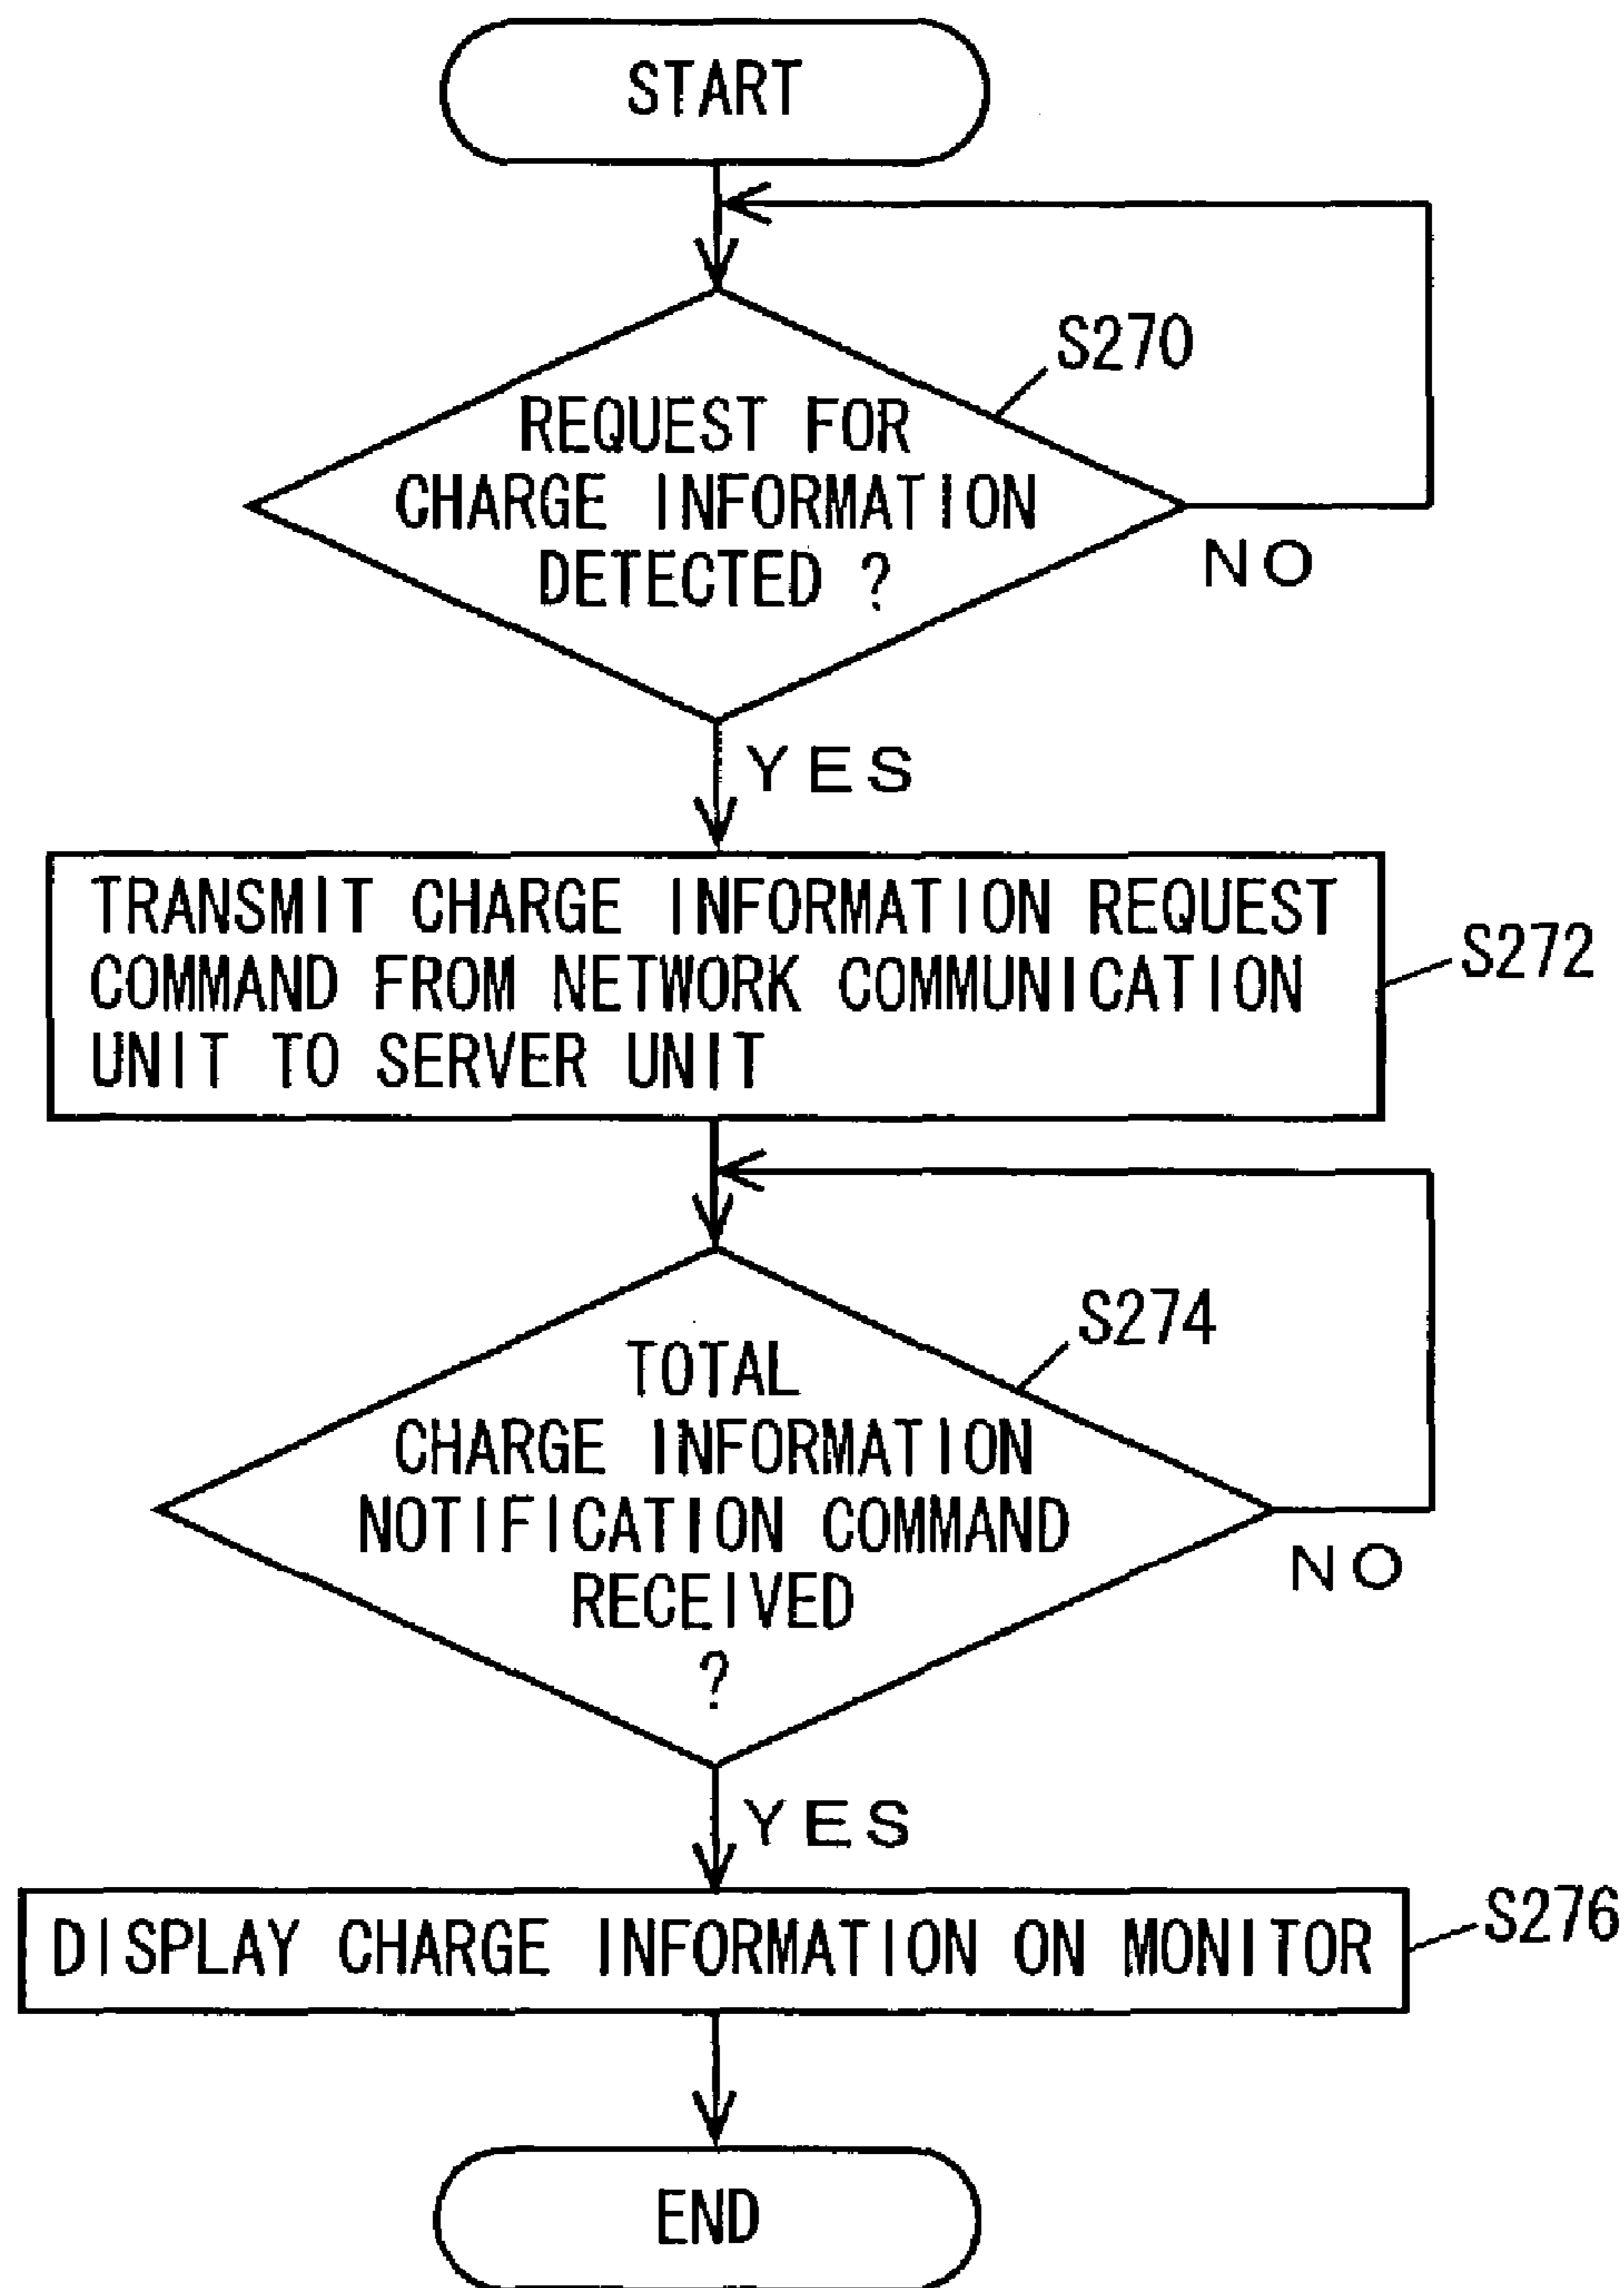 START
S270
REQUEST FOR
CHARGE INFORMATION
DETECTED ?
NO
YES
TRANSMIT CHARGE INFORMATION REQUEST
COMMAND FROM NETWORK COMMUNICATION
UNIT TO SERVER UNIT
S272
S274
TOTAL
CHARGE INFORMATION
NOTIFICATION COMMAND
RECEIVED
?
NO
YES
DISPLAY CHARGE INFORMATION ON MONITOR
S276
END